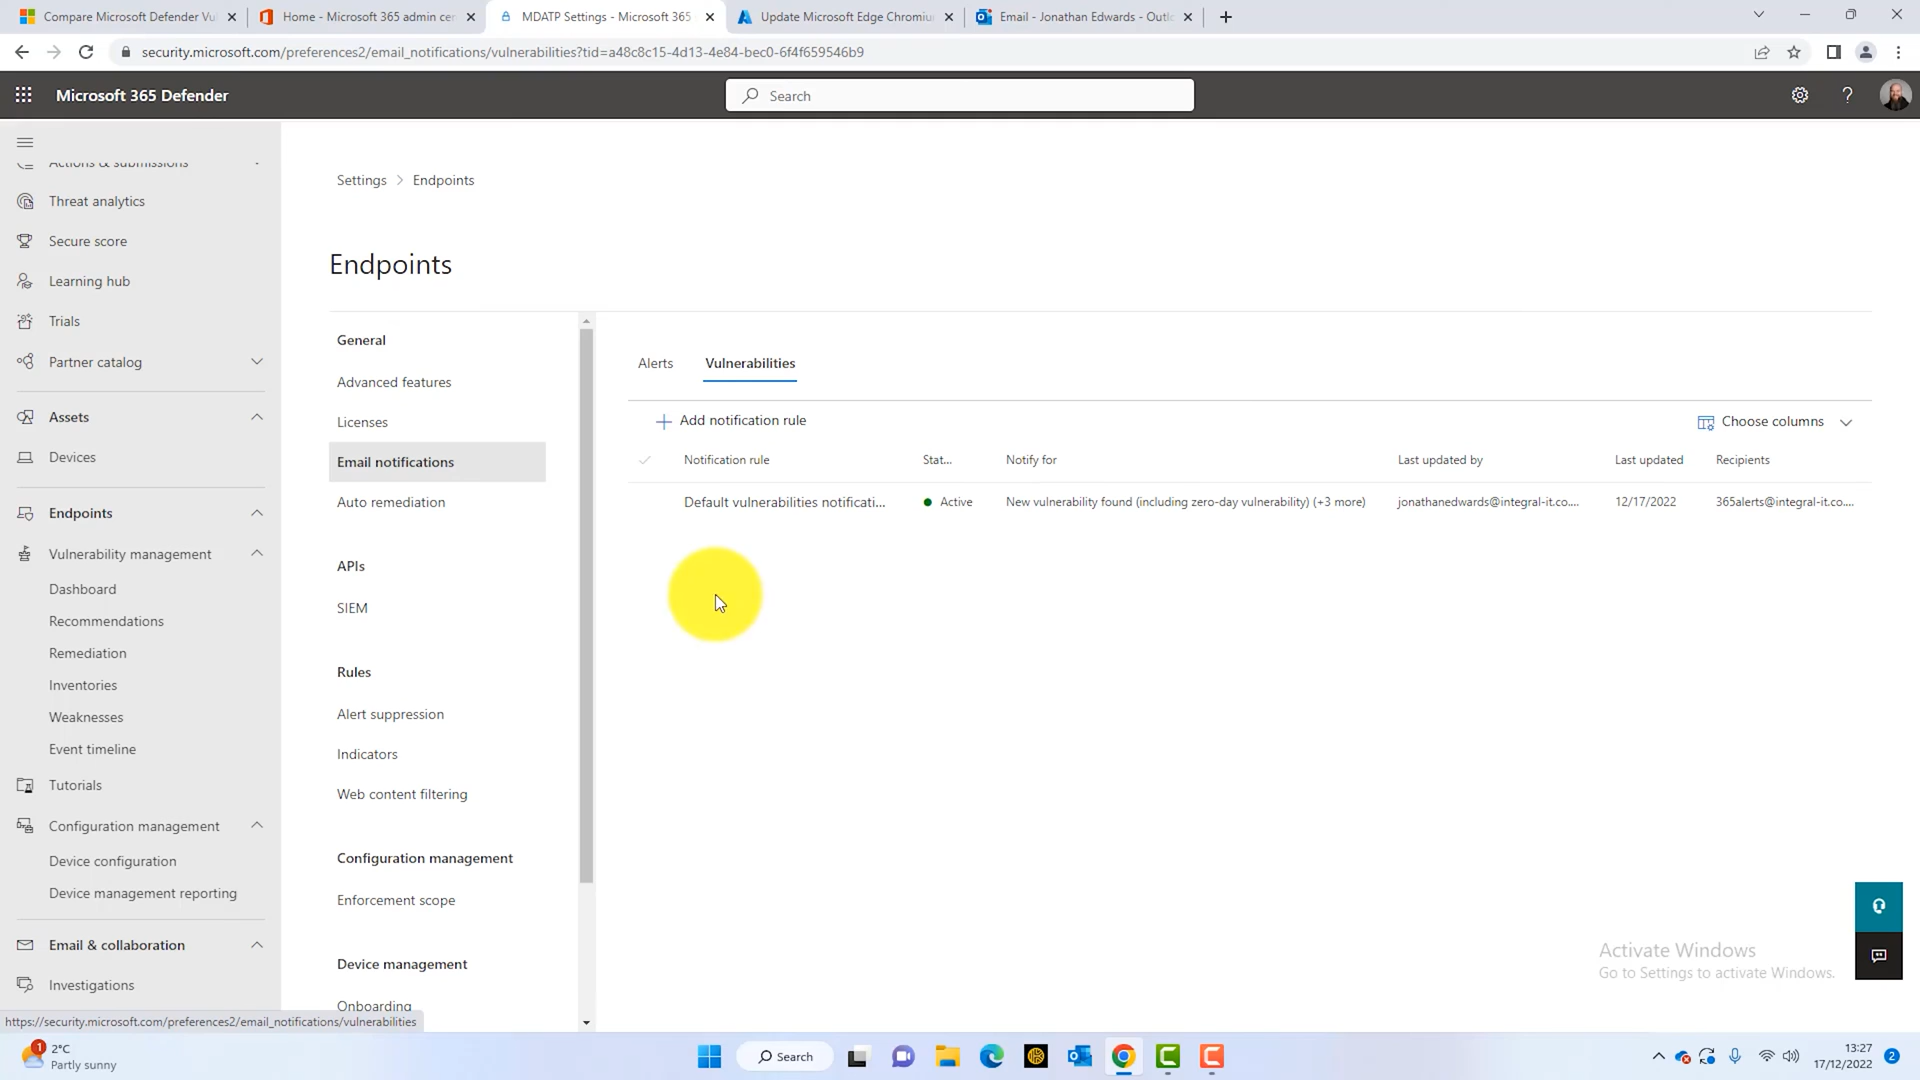 Compare Microsoft Defender Vul
Home - Microsoft 365 admin cen
MDATP Settings - Microsoft 365
Update Microsoft Edge Chromiu
Email - Jonathan Edwards - Outl
security.microsoft.com/preferences2/email_notifications/vulnerabilities?tid=a48c8c15-4d13-4e84-bec0-6f4f659546b9
Microsoft 365 Defender
Search
Actions & submissions
Threat analytics
Secure score
Learning hub
Trials
Partner catalog
Assets
Devices
Endpoints
Vulnerability management
Dashboard
Recommendations
Remediation
Inventories
Weaknesses
Event timeline
Tutorials
Configuration management
Device configuration
Device management reporting
Email & collaboration
Investigations
https://security.microsoft.com/preferences2/email_notifications/vulnerabilities
Settings > Endpoints
Endpoints
General
Advanced features
Licenses
Email notifications
Auto remediation
APIs
SIEM
Rules
Alert suppression
Indicators
Web content filtering
Configuration management
Enforcement scope
Device management
Onboarding
Alerts Vulnerabilities
Add notification rule
Choose columns
Notification rule Stat... Notify for Last updated by Last updated Recipients
Default vulnerabilities notificati... Active New vulnerability found (including zero-day vulnerability) (+3 more) jonathanedwards@integral-it.co.... 12/17/2022 365alerts@integral-it.co....
Activate Windows
Go to Settings to activate Windows.
1
2°C
Partly sunny
Search
13:27
17/12/2022
2